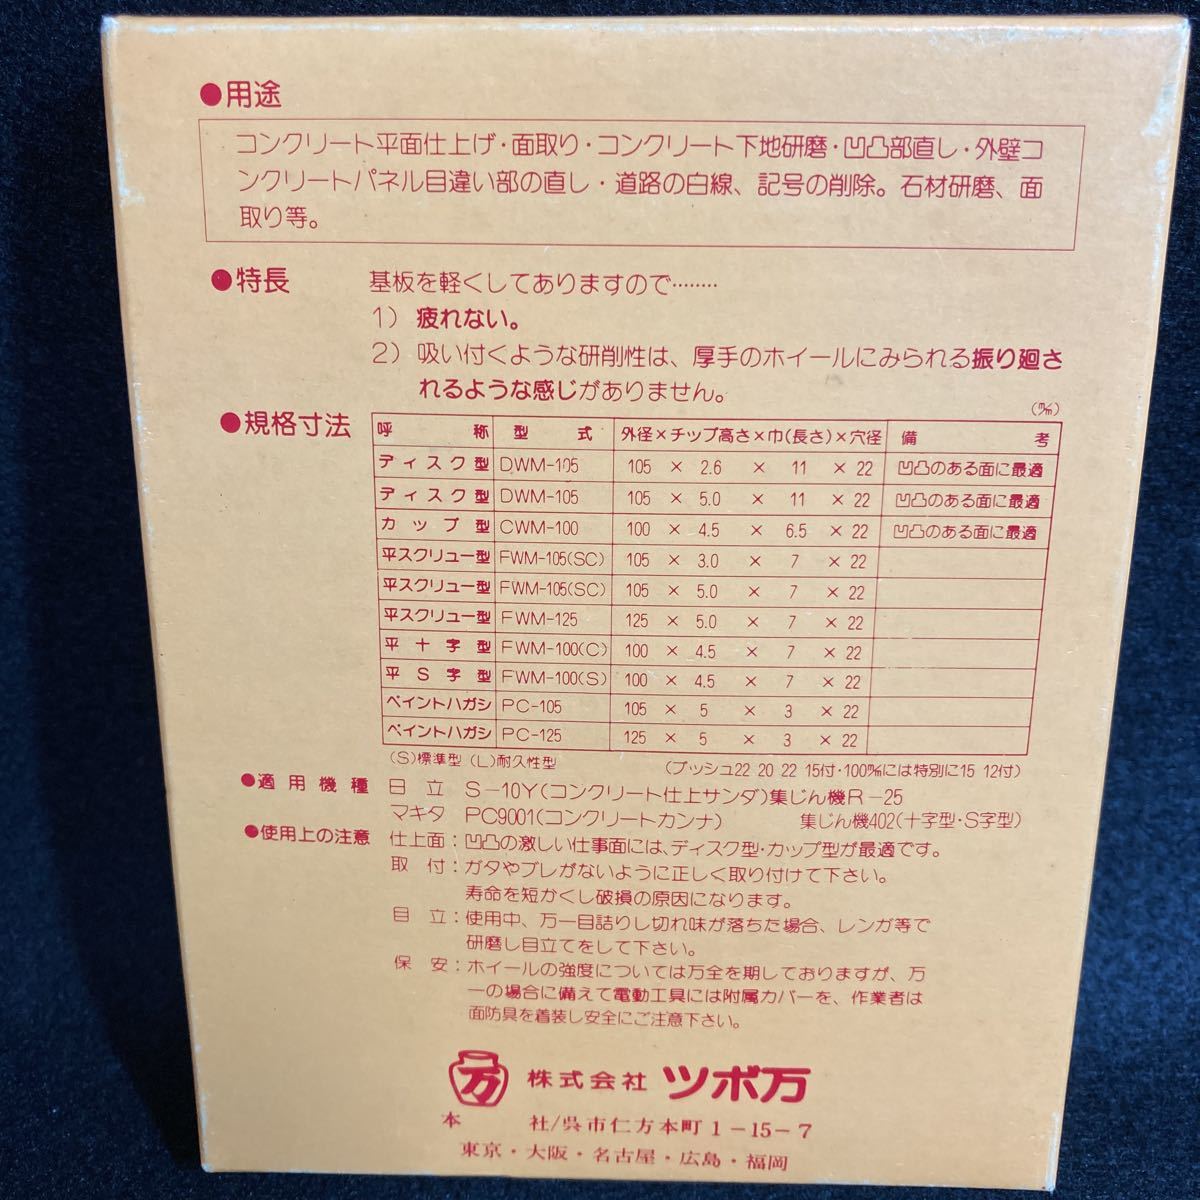 ●用途
コンクリート平面仕上げ・面取り・コンクリート下地研磨・凹凸部直し・外壁コ
ンクリートパネル目違い部の直し・道路の白線、記号の削除。石材研磨、面
取り等。
●特長 基板を軽くしてありますので………
1) 疲れない。
2) 吸い付くような研削性は、厚手のホイールにみられる振り廻さ
れるような感じがありません。
●規格寸法 (㎜)
呼称 型式 外径×チップ高さ×巾(長さ)×穴径 備考
ディスク型 DWM-105 105 × 2.6 × 11 × 22 凹凸のある面に最適
ディスク型 DWM-105 105 × 5.0 × 11 × 22 凹凸のある面に最適
カップ型 CWM-100 100 × 4.5 × 6.5 × 22 凹凸のある面に最適
平スクリュー型 FWM-105(SC) 105 × 3.0 × 7 × 22
平スクリュー型 FWM-105(SC) 105 × 5.0 × 7 × 22
平スクリュー型 FWM-125 125 × 5.0 × 7 × 22
平十字型 FWM-100(C) 100 × 4.5 × 7 × 22
平S字型 FWM-100(S) 100 × 4.5 × 7 × 22
ペイントハガシ PC-105 105 × 5 × 3 × 22
ペイントハガシ PC-125 125 × 5 × 3 × 22
(S)標準型 (L)耐久性型 (ブッシュ22 20 22 15付・100㎜には特別に15 12付)
●適用機種 日立 S-10Y(コンクリート仕上サンダ)集じん機R-25
マキタ PC9001(コンクリートカンナ) 集じん機402(十字型・S字型)
●使用上の注意 仕上面：凹凸の激しい仕事面には、ディスク型・カップ型が最適です。
取付：ガタやブレがないように正しく取り付けて下さい。
寿命を短かくし破損の原因になります。
目立：使用中、万一目詰りし切れ味が落ちた場合、レンガ等で
研磨し目立てをして下さい。
保安：ホイールの強度については万全を期しておりますが、万
一の場合に備えて電動工具には附属カバーを、作業者は
面防具を着装し安全にご注意下さい。
万 株式会社 ツボ万
本社/呉市仁方本町1-15-7
東京・大阪・名古屋・広島・福岡